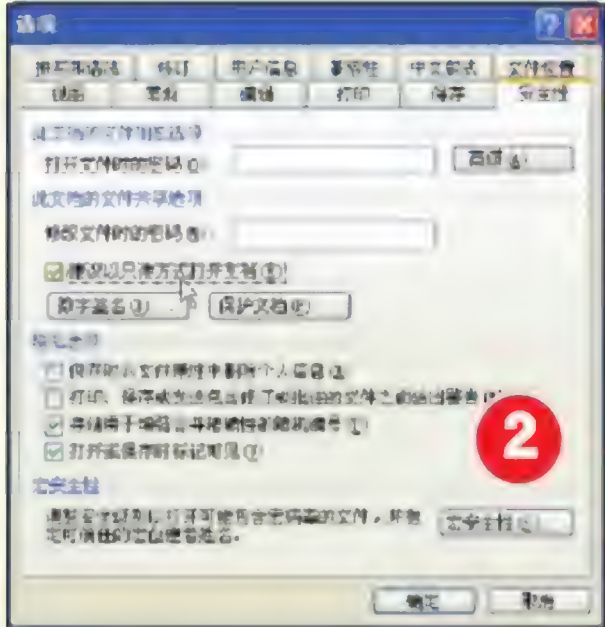 选项
拼写和语法 修订 用户信息 兼容性 中文版式 文件位置
视图 常规 编辑 打印 保存 安全性
此文档的文件加密选项
打开文件时的密码(O):
高级(A)...
此文档的文件共享选项
修改文件时的密码(M):
建议以只读方式打开文档(E)
数字签名(D)... 保护文档(P)...
隐私选项
保存时从文件属性中删除个人信息(R)
打印、保存或发送包含修订或批注的文件之前给出警告(W)
存储用于增强合并精确性的随机编号(T)
打开或保存时标记可见(K)
2
宏安全性
调整安全级别以打开可能包含宏病毒的文件，并指定可信任的宏创建者姓名。
宏安全性(S)...
确定 取消